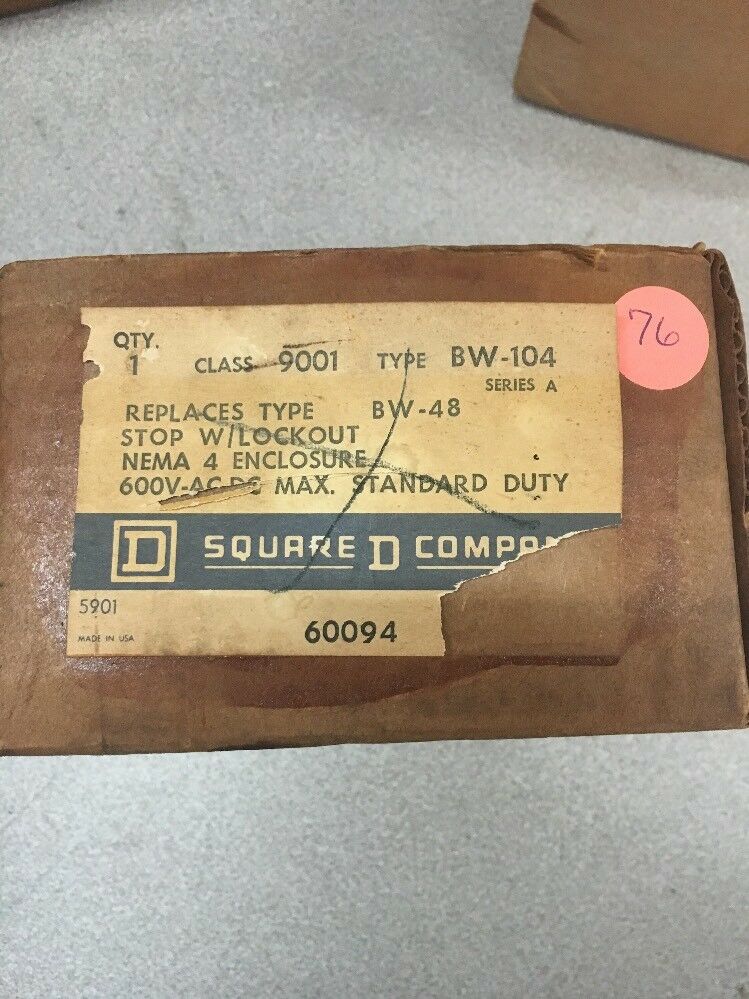 QTY.
1 CLASS 9001 TYPE BW-104
SERIES A
REPLACES TYPE BW-48
STOP W/LOCKOUT
NEMA 4 ENCLOSURE
600V-AC-DC MAX. STANDARD DUTY
D SQUARE D COMPA
5901
MADE IN USA
60094
76